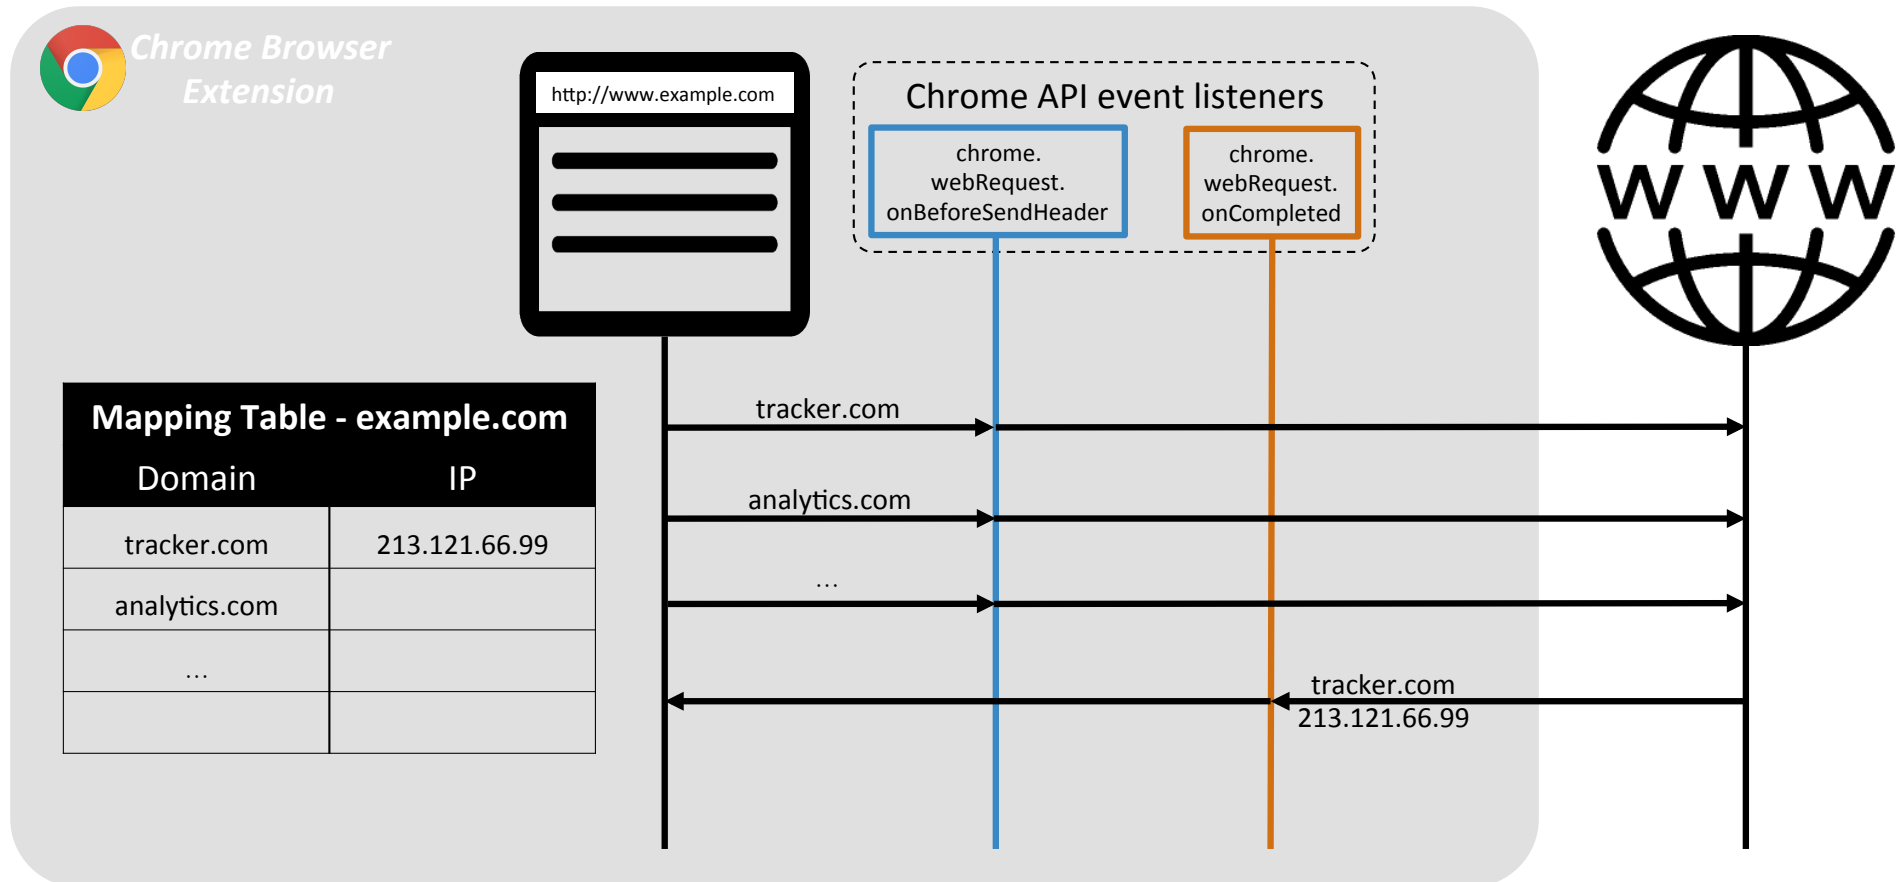 Chrome Browser
Extension
http://www.example.com
Chrome API event listeners
chrome.
webRequest.
onBeforeSendHeader
chrome.
webRequest.
onCompleted
WWW
Mapping Table - example.com
Domain IP
tracker.com 213.121.66.99
analytics.com
...
tracker.com
analytics.com
...
tracker.com
213.121.66.99